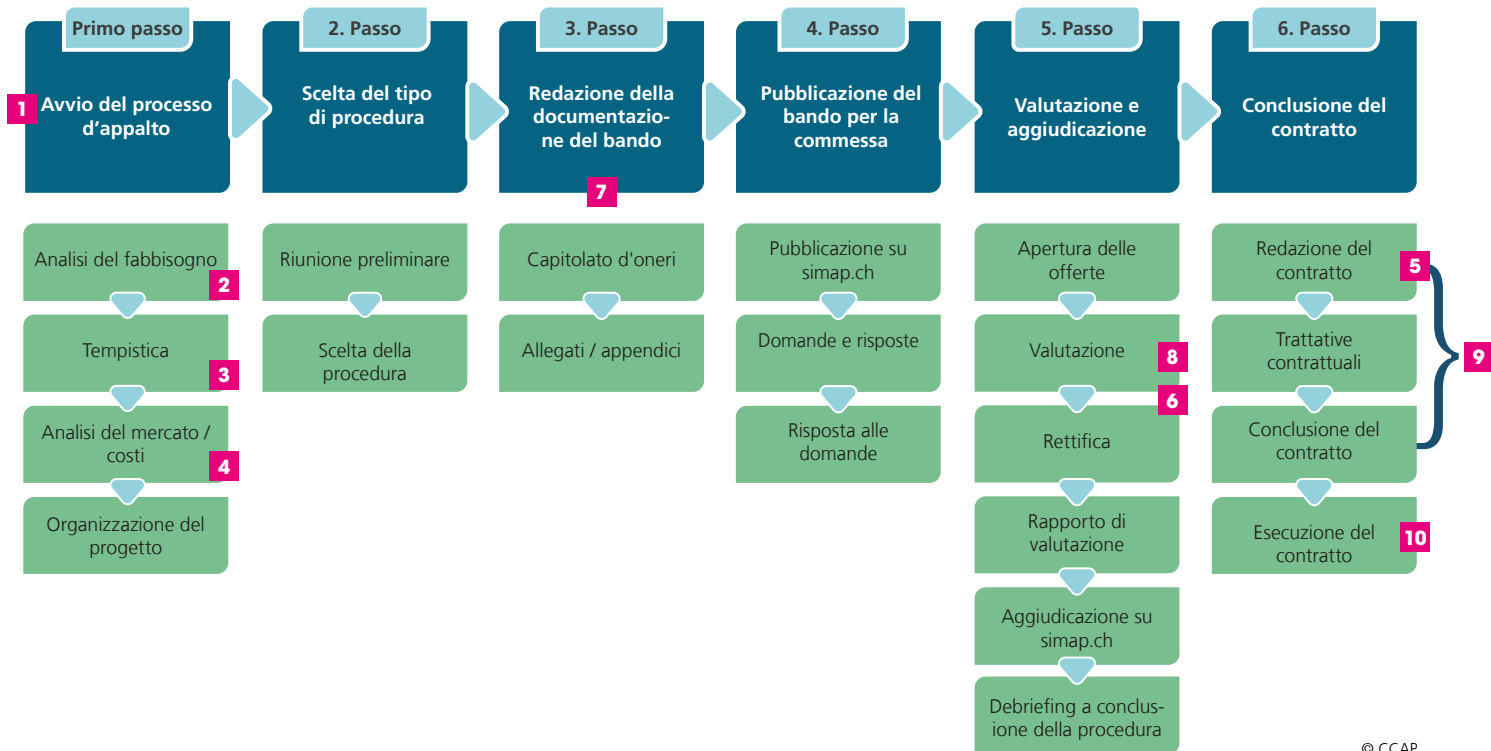 Primo passo
1
Avvio del processo
d’appalto
Analisi del fabbisogno
2
Tempistica
3
Analisi del mercato /
costi
4
Organizzazione del
progetto
2. Passo
Scelta del tipo
di procedura
Riunione preliminare
Scelta della
procedura
3. Passo
Redazione della
documentazio-
ne del bando
7
Capitolato d'oneri
Allegati / appendici
4. Passo
Pubblicazione del
bando per la
commessa
Pubblicazione su
simap.ch
Domande e risposte
Risposta alle
domande
5. Passo
Valutazione e
aggiudicazione
Apertura delle
offerte
Valutazione
8
6
Rettifica
Rapporto di
valutazione
Aggiudicazione su
simap.ch
Debriefing a conclus-
ione della procedura
6. Passo
Conclusione del
contratto
Redazione del
contratto
5
Trattative
contrattuali
9
Conclusione del
contratto
Esecuzione del
contratto
10
© CCAP